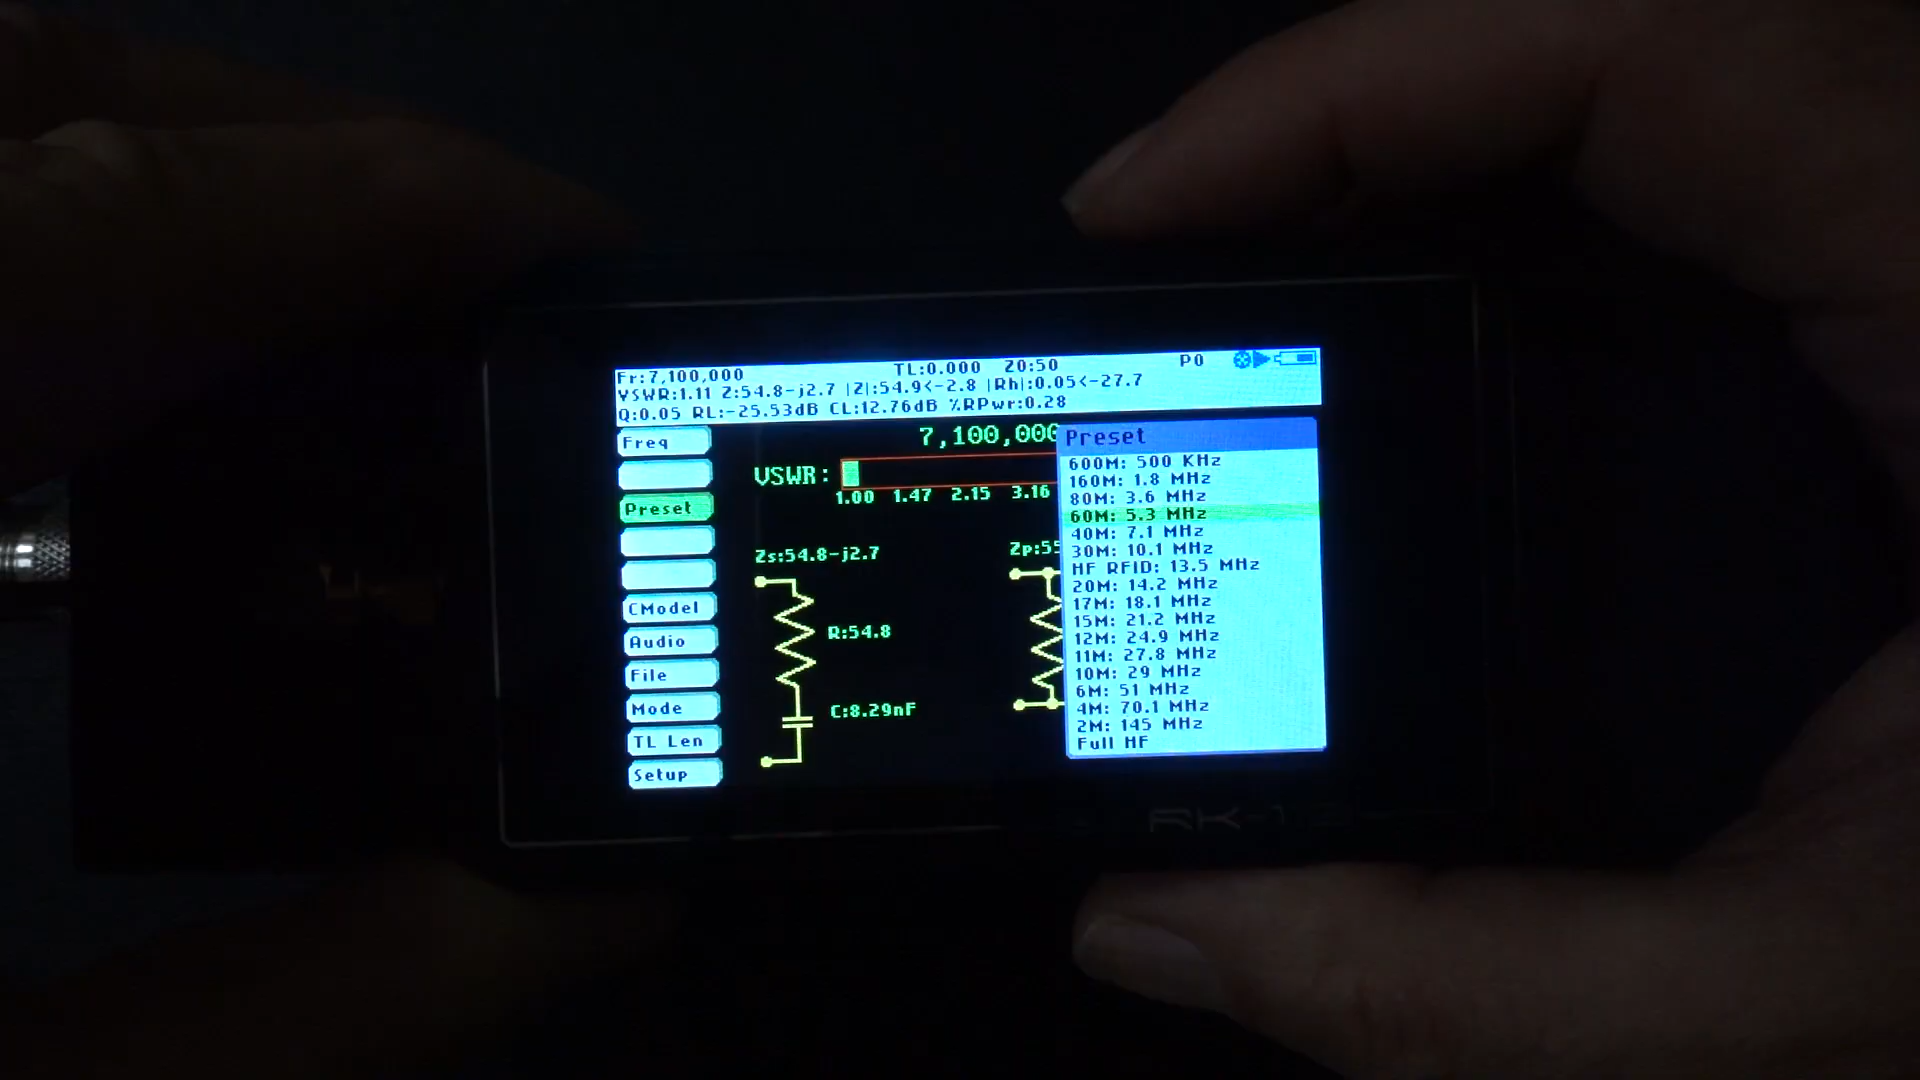 Fr:7,100,000 TL:0.000 Z0:50 P0
VSWR:1.11 Z:54.8-j2.7 |Z|:54.9<-2.8 |Rh|:0.05<-27.7
Q:0.05 RL:-25.53dB CL:12.76dB %RPwr:0.28
Freq
Preset
CModel
Audio
File
Mode
TL Len
Setup
7,100,000
VSWR:
1.00 1.47 2.15 3.16
Zs:54.8-j2.7
R:54.8
C:8.29nF
Zp:55
Preset
600M: 500 KHz
160M: 1.8 MHz
80M: 3.6 MHz
60M: 5.3 MHz
40M: 7.1 MHz
30M: 10.1 MHz
HF RFID: 13.5 MHz
20M: 14.2 MHz
17M: 18.1 MHz
15M: 21.2 MHz
12M: 24.9 MHz
11M: 27.8 MHz
10M: 29 MHz
6M: 51 MHz
4M: 70.1 MHz
2M: 145 MHz
Full HF